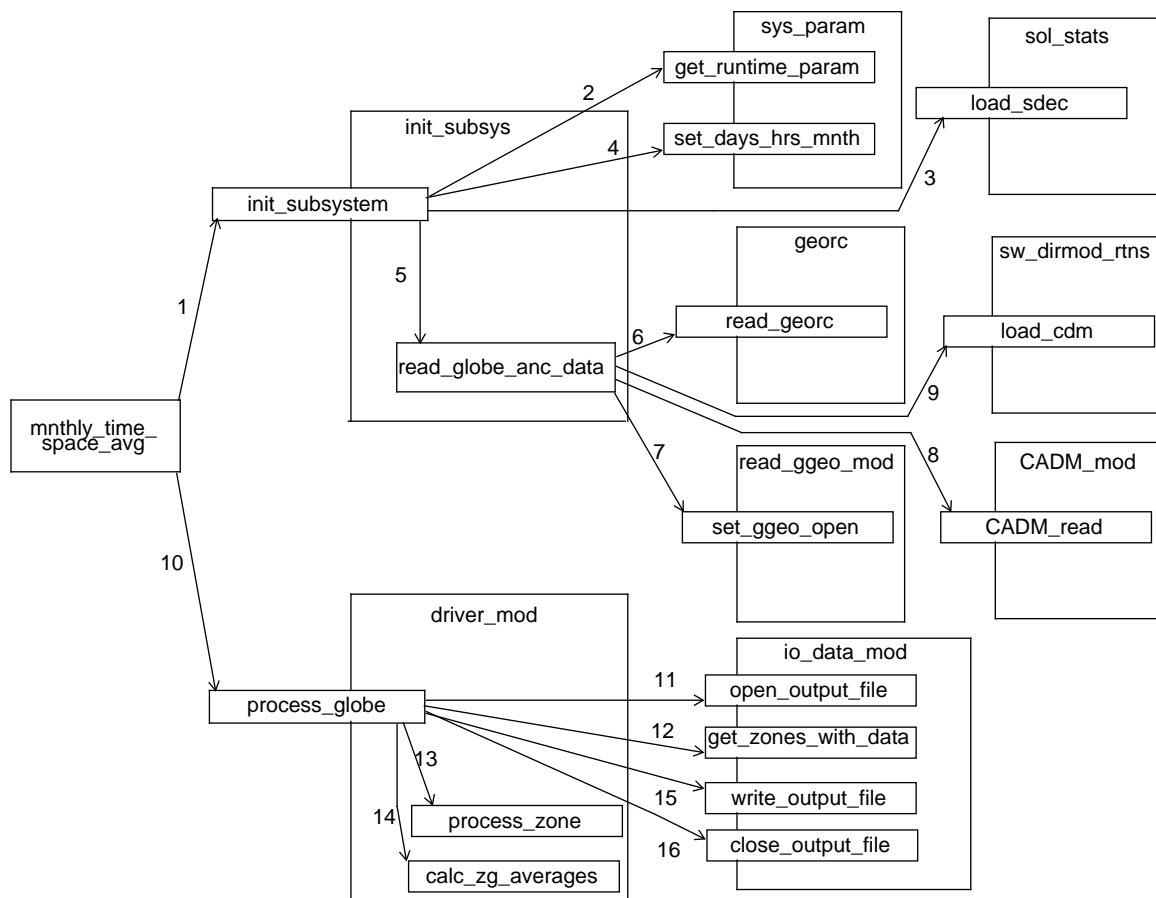 sys_param
get_runtime_param
set_days_hrs_mnth
sol_stats
load_sdec
2
4
3
init_subsys
init_subsystem
1
5
georc
read_georc
6
sw_dirmod_rtns
load_cdm
9
read_globe_anc_data
mnthly_time_
space_avg
7
8
read_ggeo_mod
set_ggeo_open
CADM_mod
CADM_read
10
driver_mod
process_globe
io_data_mod
11
open_output_file
12
get_zones_with_data
13
15
write_output_file
14
process_zone
16
close_output_file
calc_zg_averages